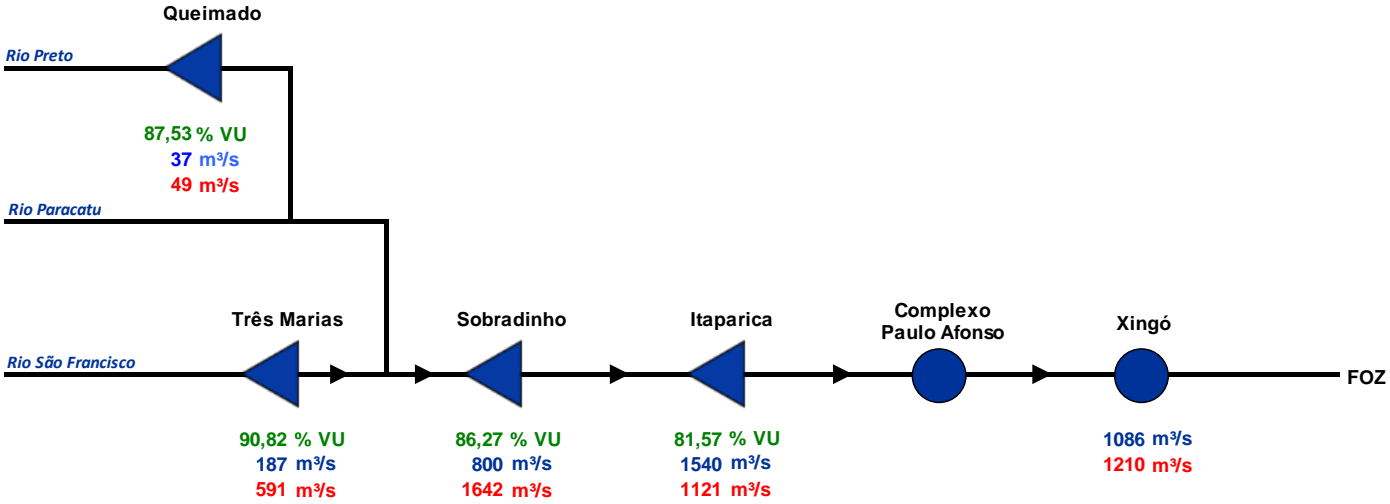 Queimado
Rio Preto
87,53 % VU
37 m³/s
49 m³/s
Rio Paracatu
Três Marias
Sobradinho
Itaparica
Complexo
Paulo Afonso
Xingó
Rio São Francisco
FOZ
90,82 % VU
187 m³/s
591 m³/s
86,27 % VU
800 m³/s
1642 m³/s
81,57 % VU
1540 m³/s
1121 m³/s
1086 m³/s
1210 m³/s